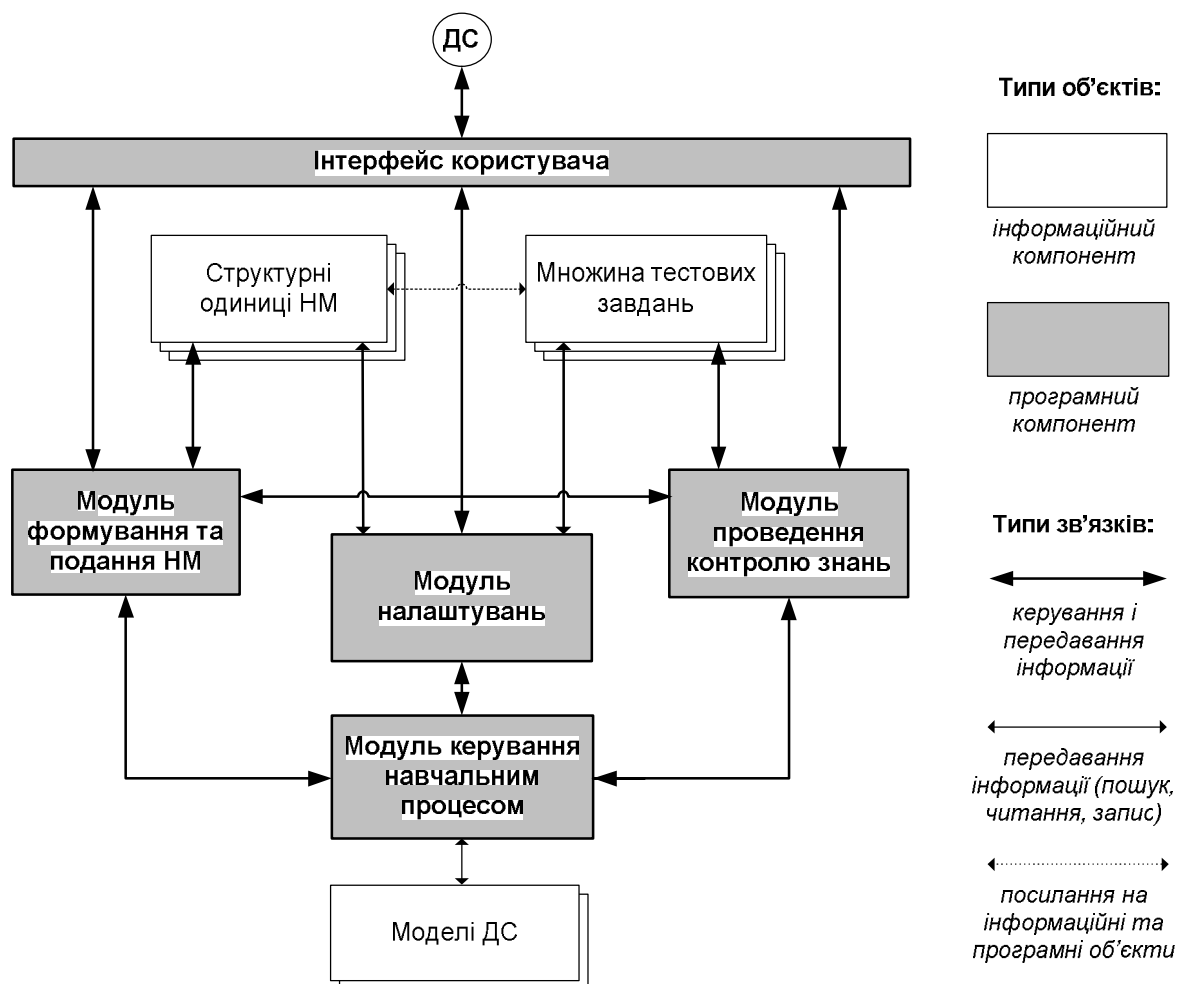 ДС
Інтерфейс користувача
Структурні
одиниці НМ
Множина тестових
завдань
Модуль
формування та
подання НМ
Модуль
налаштувань
Модуль
проведення
контролю знань
Модуль керування
навчальним
процесом
Моделі ДС
Типи об’єктів:
інформаційний
компонент
програмний
компонент
Типи зв’язків:
керування і
передавання
інформації
передавання
інформації (пошук,
читання, запис)
посилання на
інформаційні та
програмні об’єкти